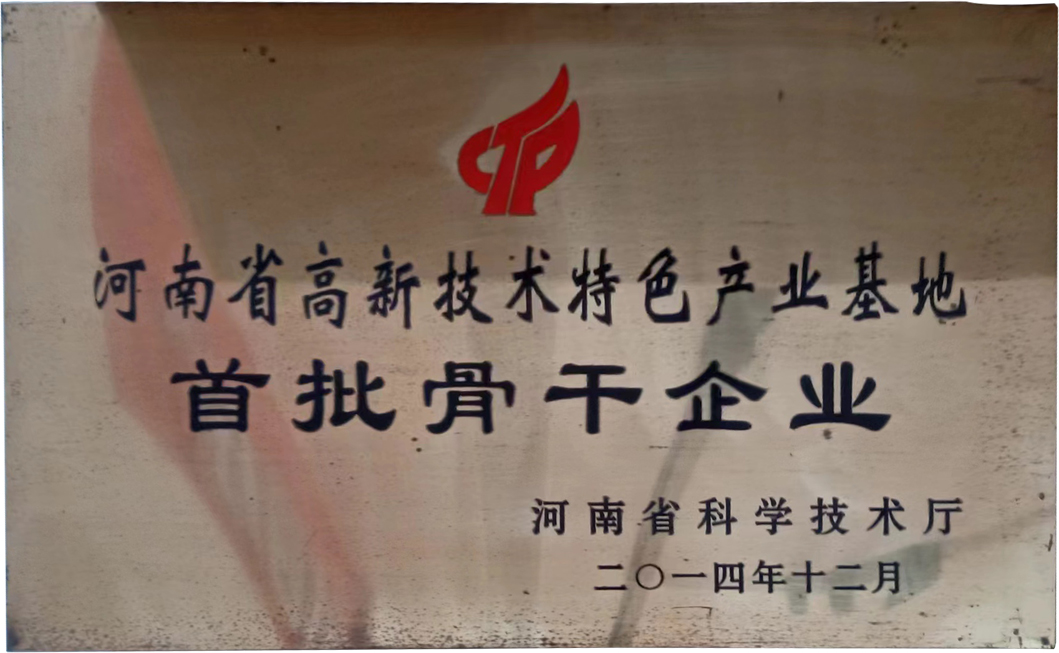 CTP
河南省高新技术特色产业基地
首批骨干企业
河南省科学技术厅
二〇一四年十二月